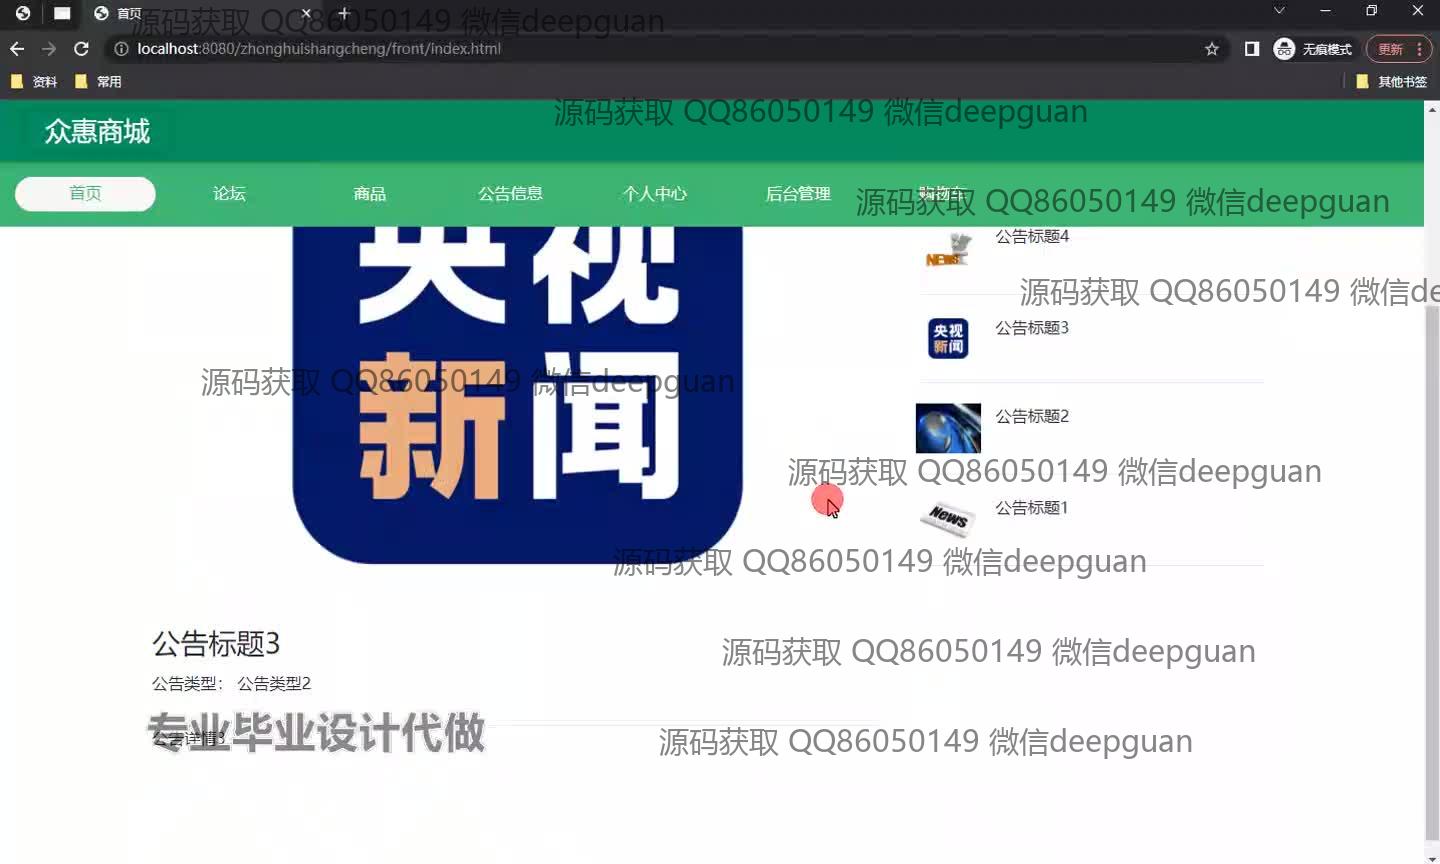 首页
源码获取 QQ86050149 微信deepguan
localhost:8080/zhonghuishangcheng/front/index.html
无痕模式
更新
资料
常用
其他书签
众惠商城
源码获取 QQ86050149 微信deepguan
首页
论坛
商品
公告信息
个人中心
后台管理
购物车
源码获取 QQ86050149 微信deepguan
央视
新闻
公告标题4
NEWS
源码获取 QQ86050149 微信de
公告标题3
央视
新闻
源码获取 QQ86050149 微信deepguan
公告标题2
源码获取 QQ86050149 微信deepguan
公告标题1
News
源码获取 QQ86050149 微信deepguan
公告标题3
源码获取 QQ86050149 微信deepguan
公告类型： 公告类型2
专业毕业设计代做
公告详情3
源码获取 QQ86050149 微信deepguan